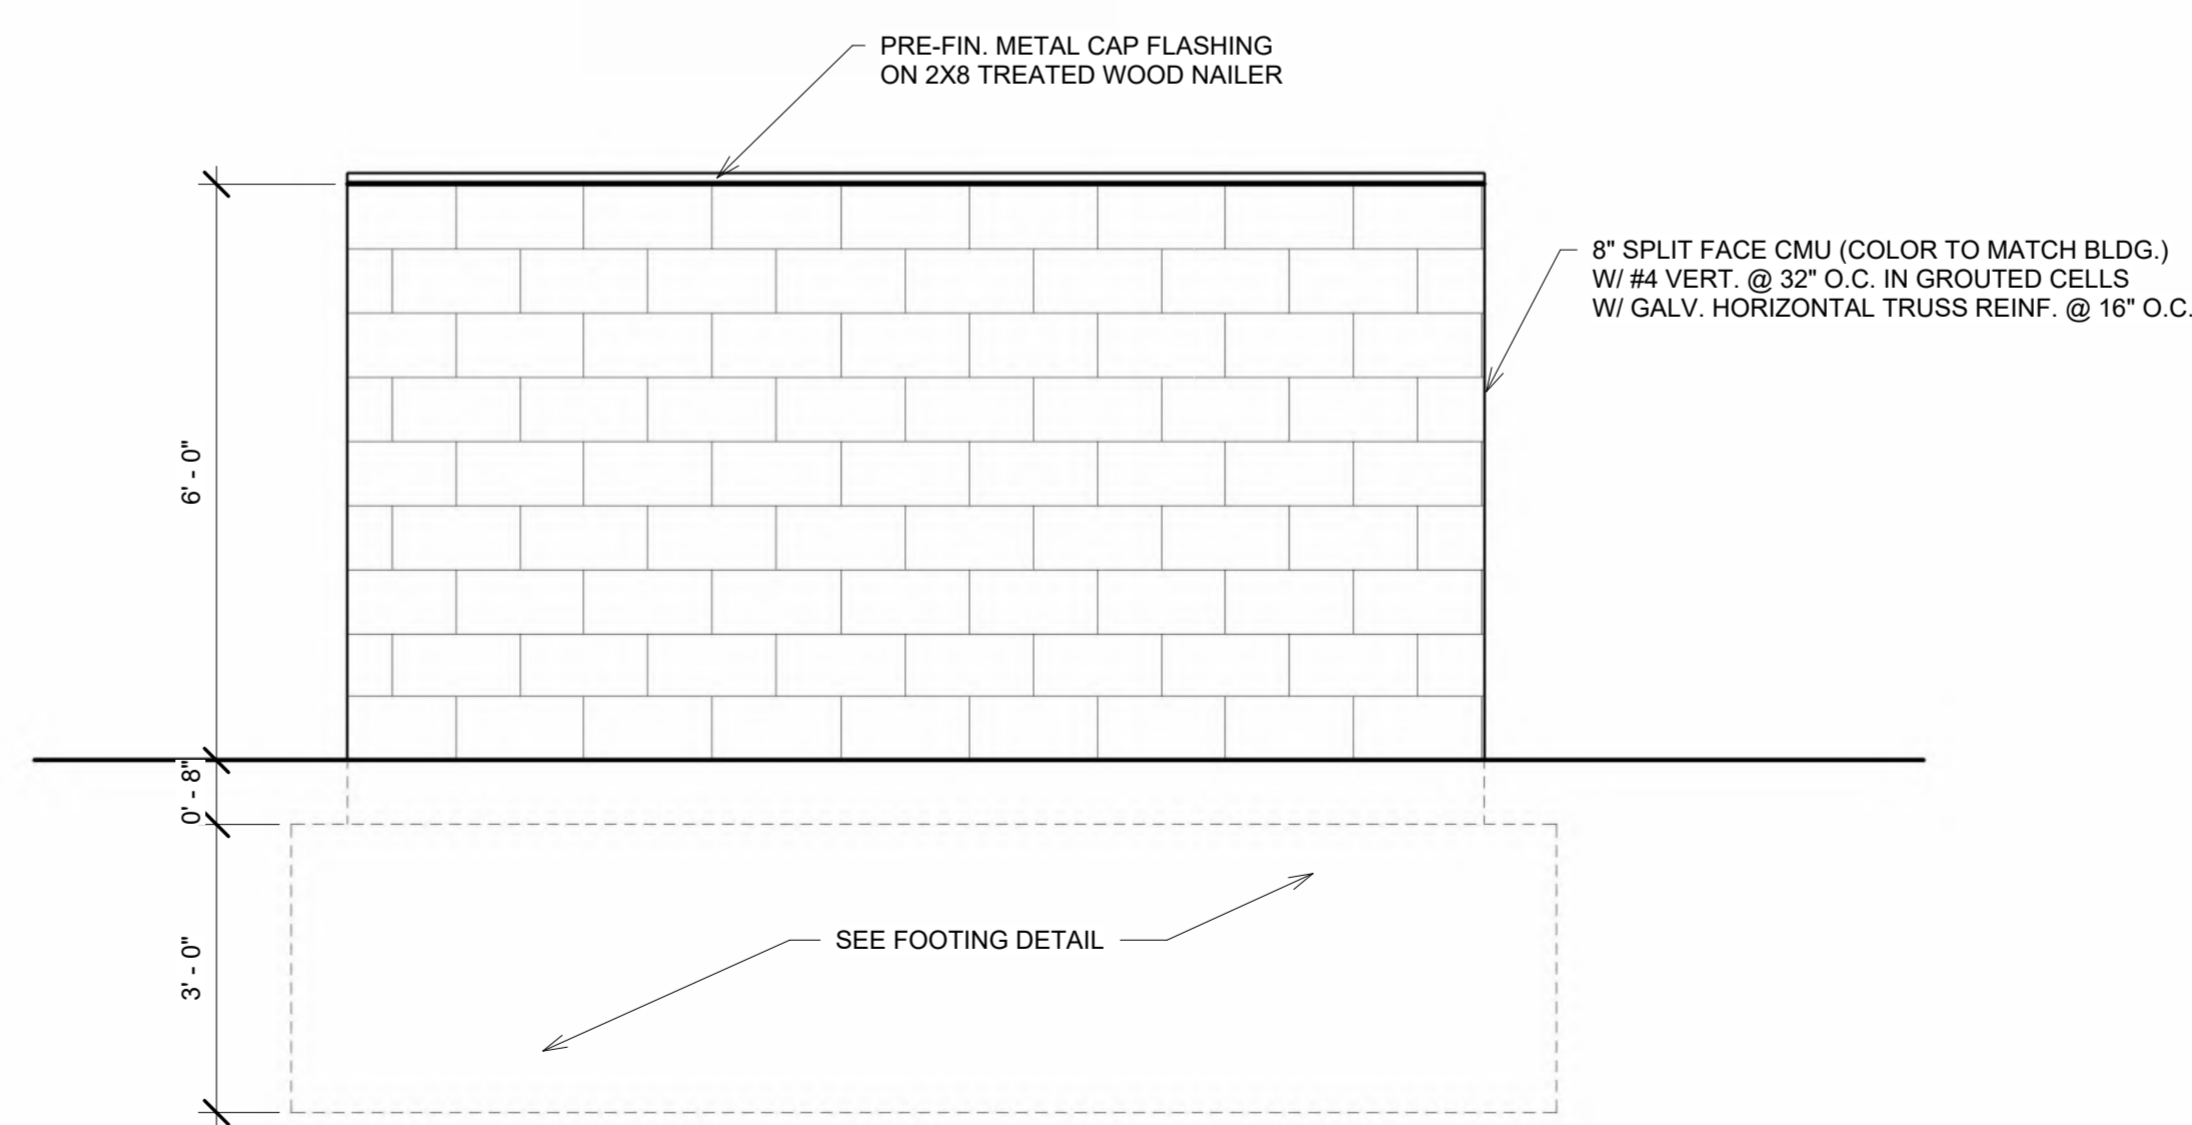 PRE-FIN. METAL CAP FLASHING
ON 2X8 TREATED WOOD NAILER
8" SPLIT FACE CMU (COLOR TO MATCH BLDG.)
W/ #4 VERT. @ 32" O.C. IN GROUTED CELLS
W/ GALV. HORIZONTAL TRUSS REINF. @ 16" O.C.
6' - 0"
0' - 8"
3' - 0"
SEE FOOTING DETAIL